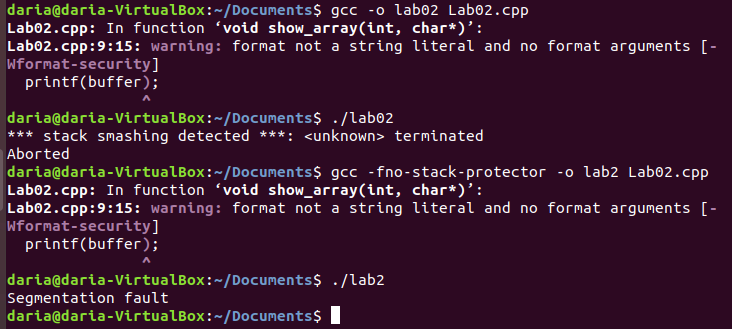 daria@daria-VirtualBox:~/Documents$ gcc -o lab02 Lab02.cpp
Lab02.cpp: In function ‘void show_array(int, char*)’:
Lab02.cpp:9:15: warning: format not a string literal and no format arguments [-
Wformat-security]
  printf(buffer);
               ^
daria@daria-VirtualBox:~/Documents$ ./lab02
*** stack smashing detected ***: <unknown> terminated
Aborted
daria@daria-VirtualBox:~/Documents$ gcc -fno-stack-protector -o lab2 Lab02.cpp
Lab02.cpp: In function ‘void show_array(int, char*)’:
Lab02.cpp:9:15: warning: format not a string literal and no format arguments [-
Wformat-security]
  printf(buffer);
               ^
daria@daria-VirtualBox:~/Documents$ ./lab2
Segmentation fault
daria@daria-VirtualBox:~/Documents$